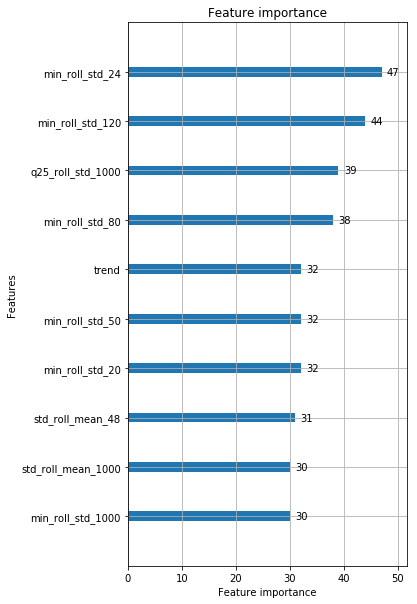 Feature importance
Features
min_roll_std_24 47
min_roll_std_120 44
q25_roll_std_1000 39
min_roll_std_80 38
trend 32
min_roll_std_50 32
min_roll_std_20 32
std_roll_mean_48 31
std_roll_mean_1000 30
min_roll_std_1000 30
0 10 20 30 40 50
Feature importance